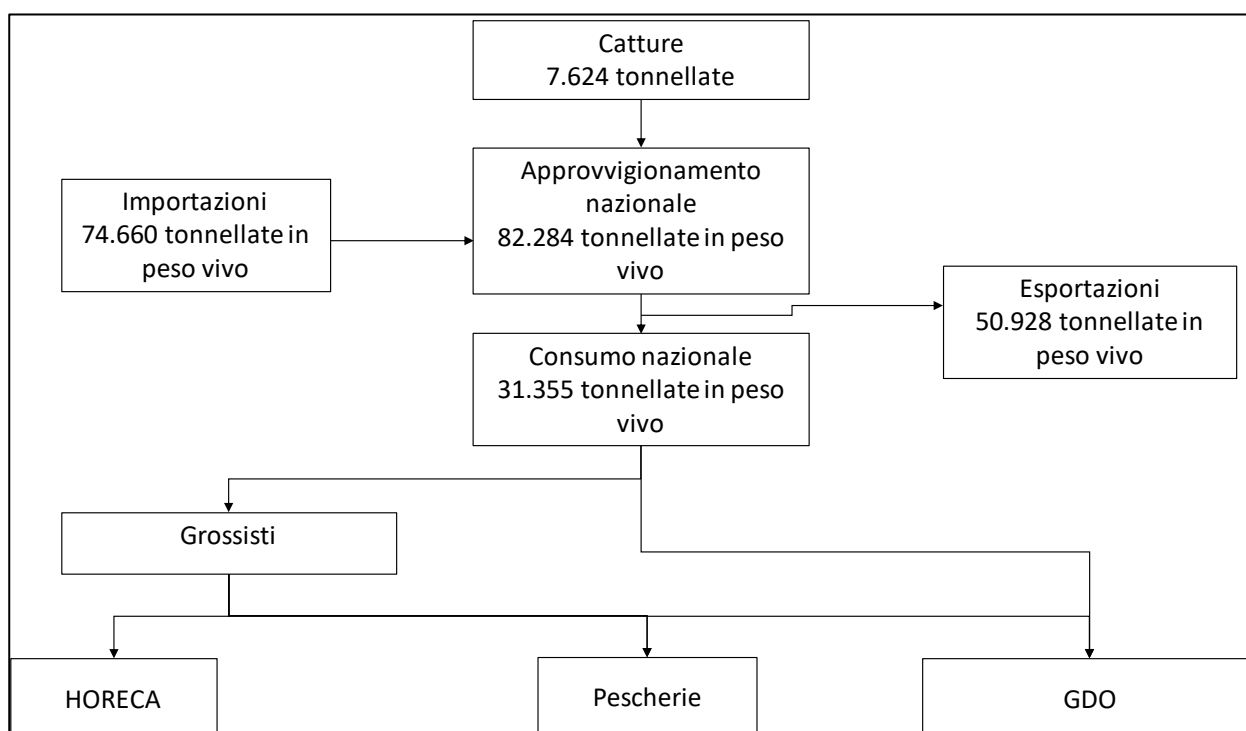 Catture
7.624 tonnellate
Approvvigionamento
nazionale
82.284 tonnellate in peso
vivo
Importazioni
74.660 tonnellate in
peso vivo
Esportazioni
50.928 tonnellate in
peso vivo
Consumo nazionale
31.355 tonnellate in peso
vivo
Grossisti
HORECA
Pescherie
GDO